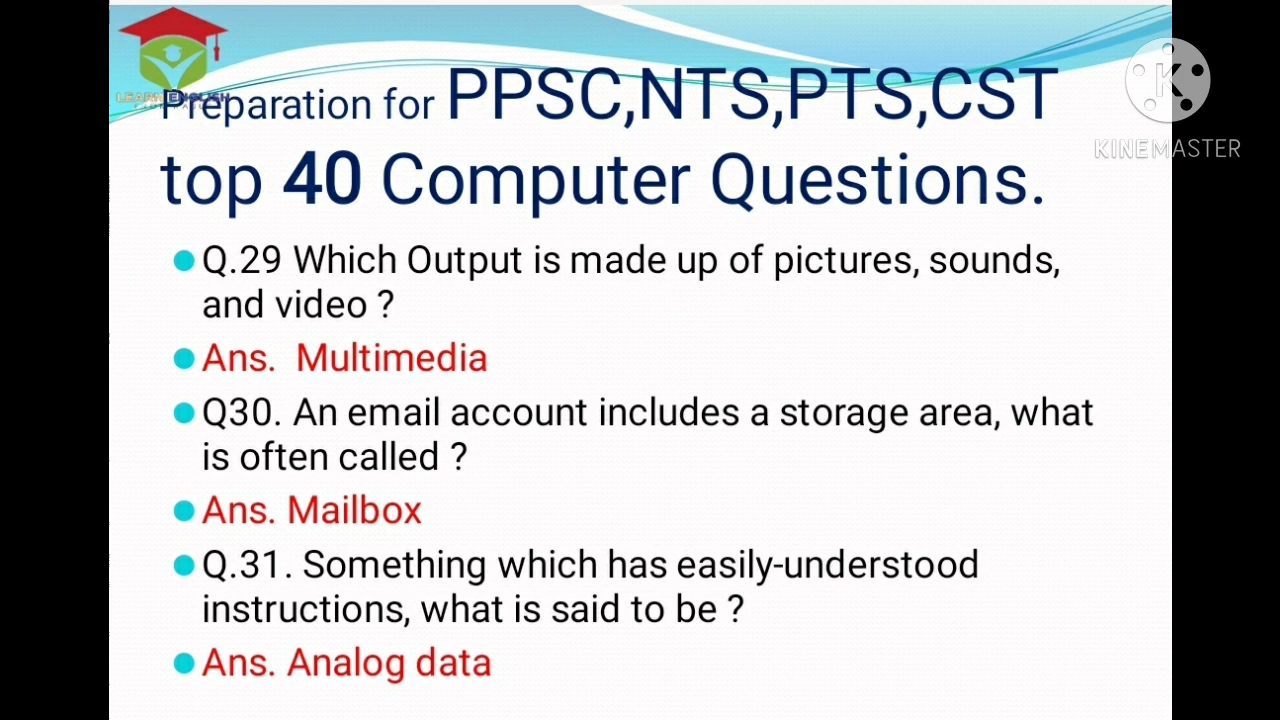 LEARN ENGLISH
Preparation for PPSC,NTS,PTS,CST
top 40 Computer Questions.
KINEMASTER
Q.29 Which Output is made up of pictures, sounds,
and video ?
Ans. Multimedia
Q30. An email account includes a storage area, what
is often called ?
Ans. Mailbox
Q.31. Something which has easily-understood
instructions, what is said to be ?
Ans. Analog data